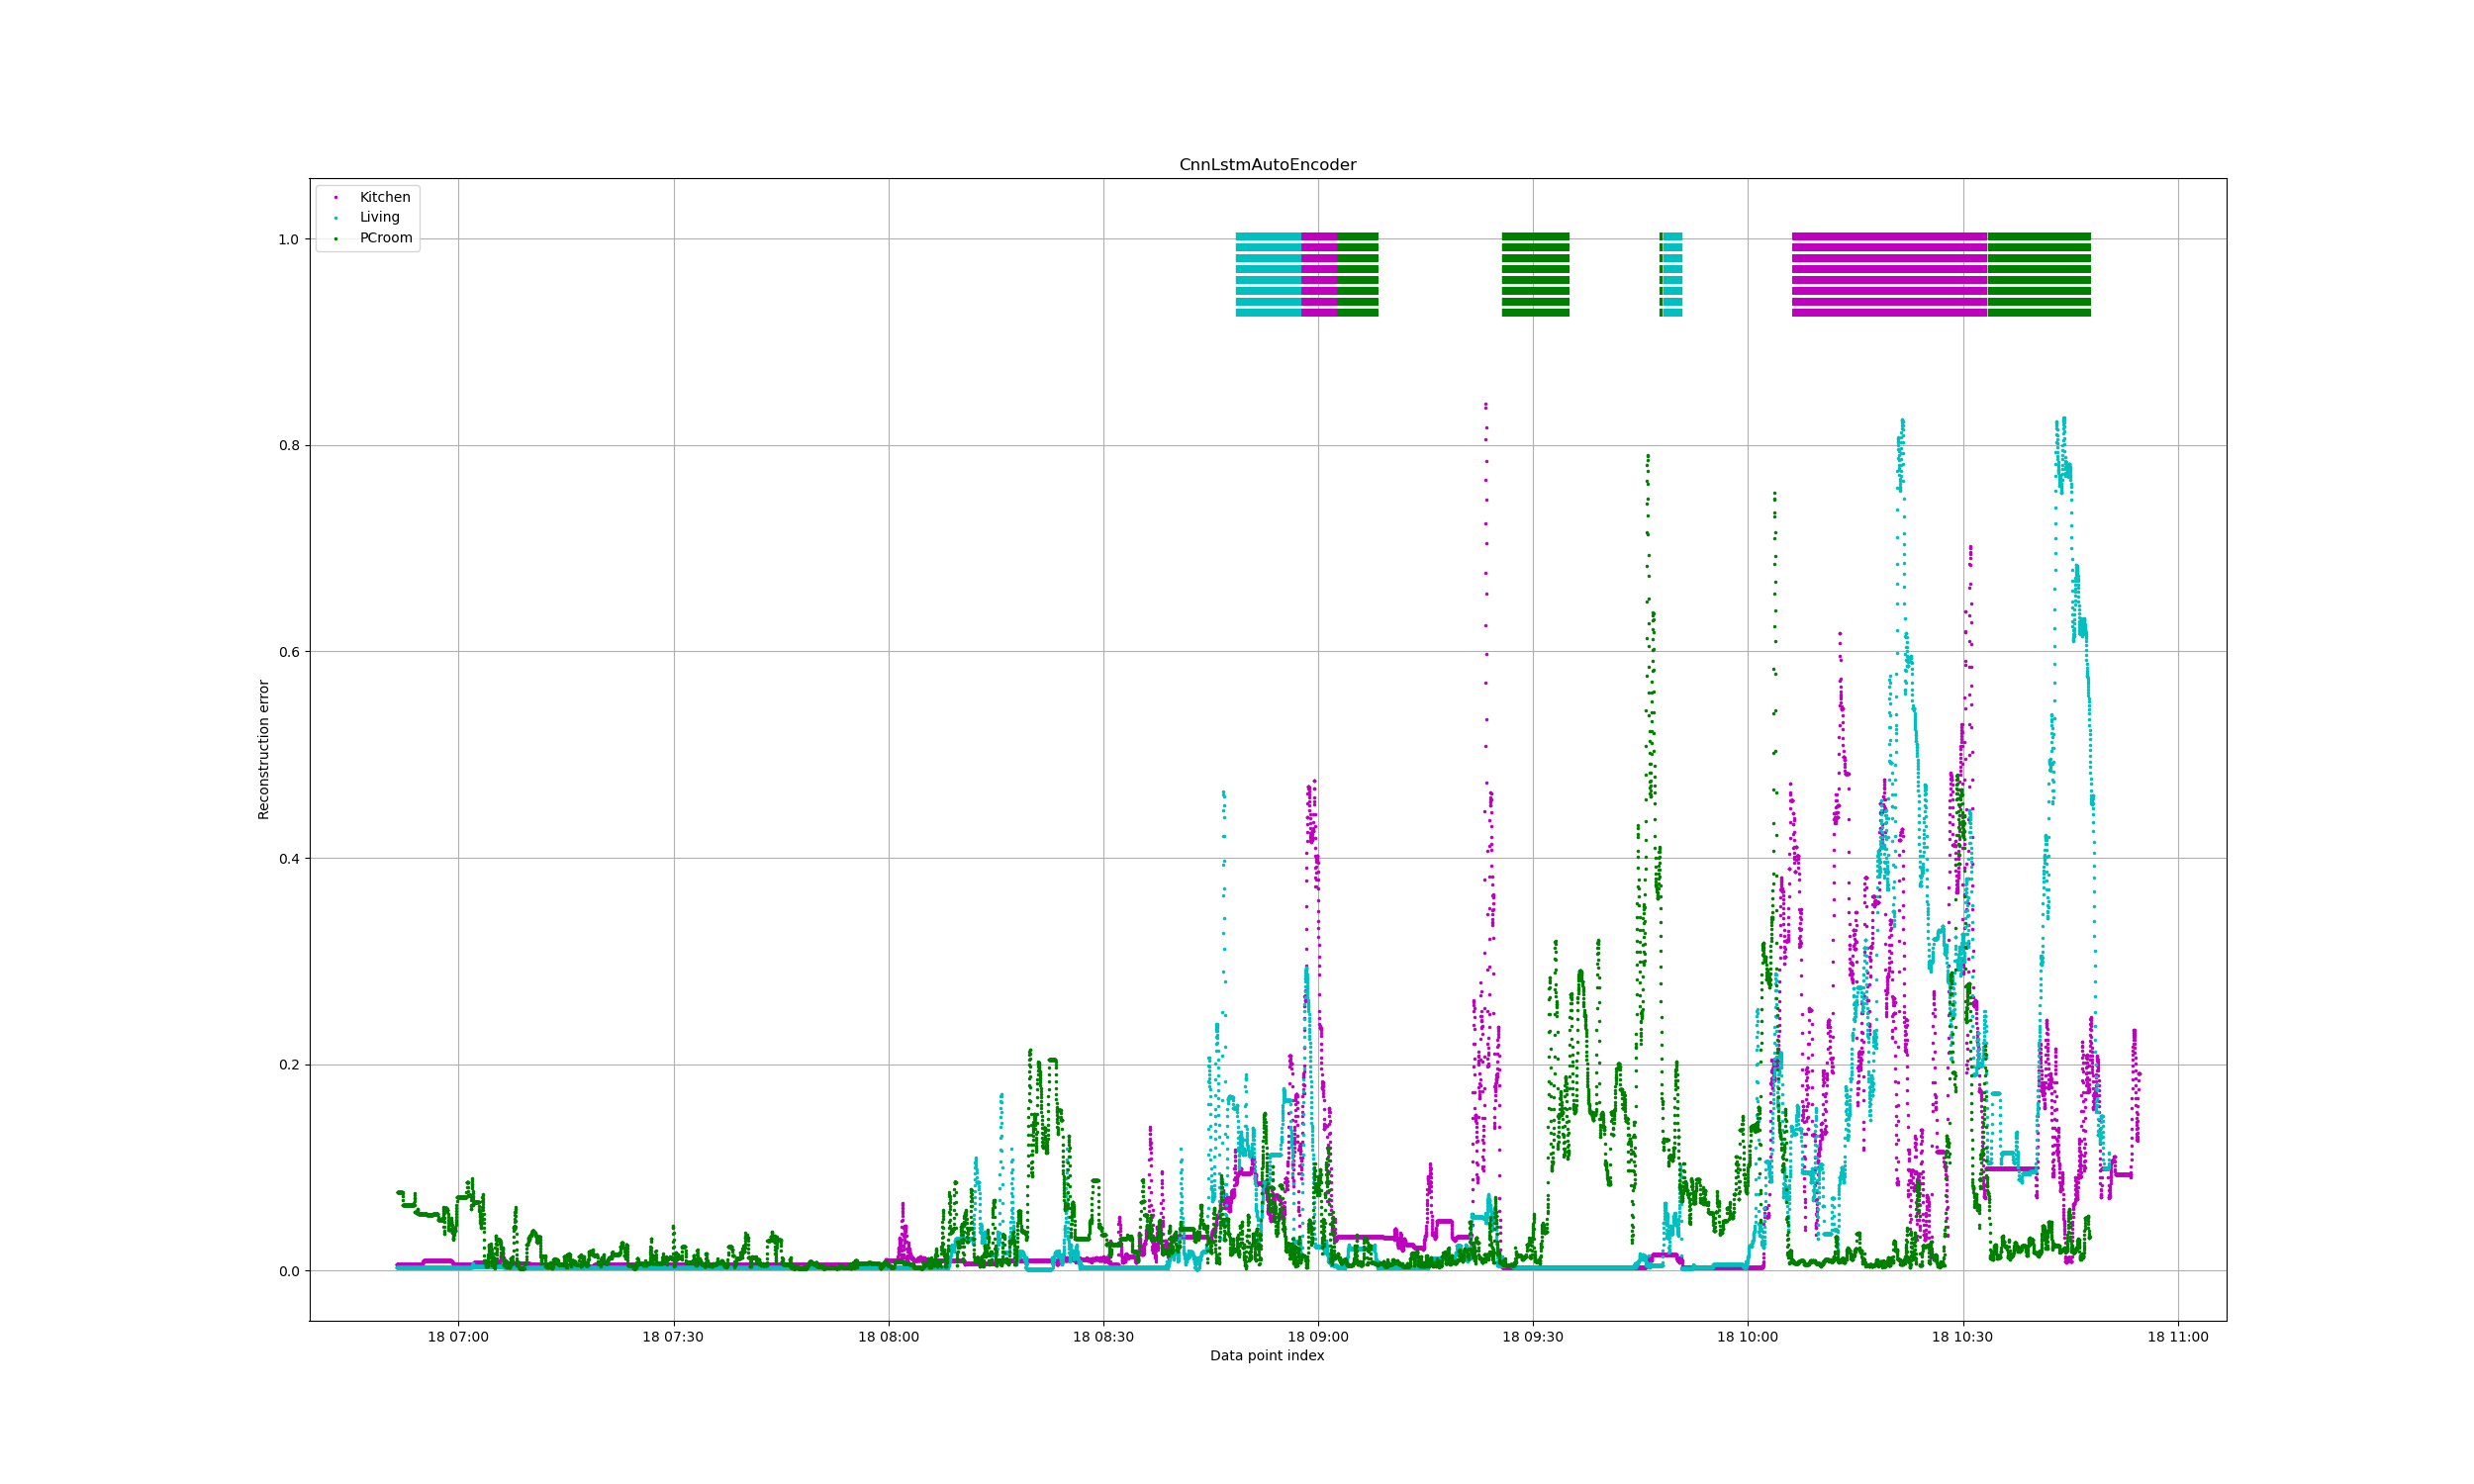 CnnLstmAutoEncoder
Kitchen
Living
PCroom
1.0
0.8
0.6
0.4
0.2
0.0
Reconstruction error
18 07:00
18 07:30
18 08:00
18 08:30
18 09:00
18 09:30
18 10:00
18 10:30
18 11:00
Data point index